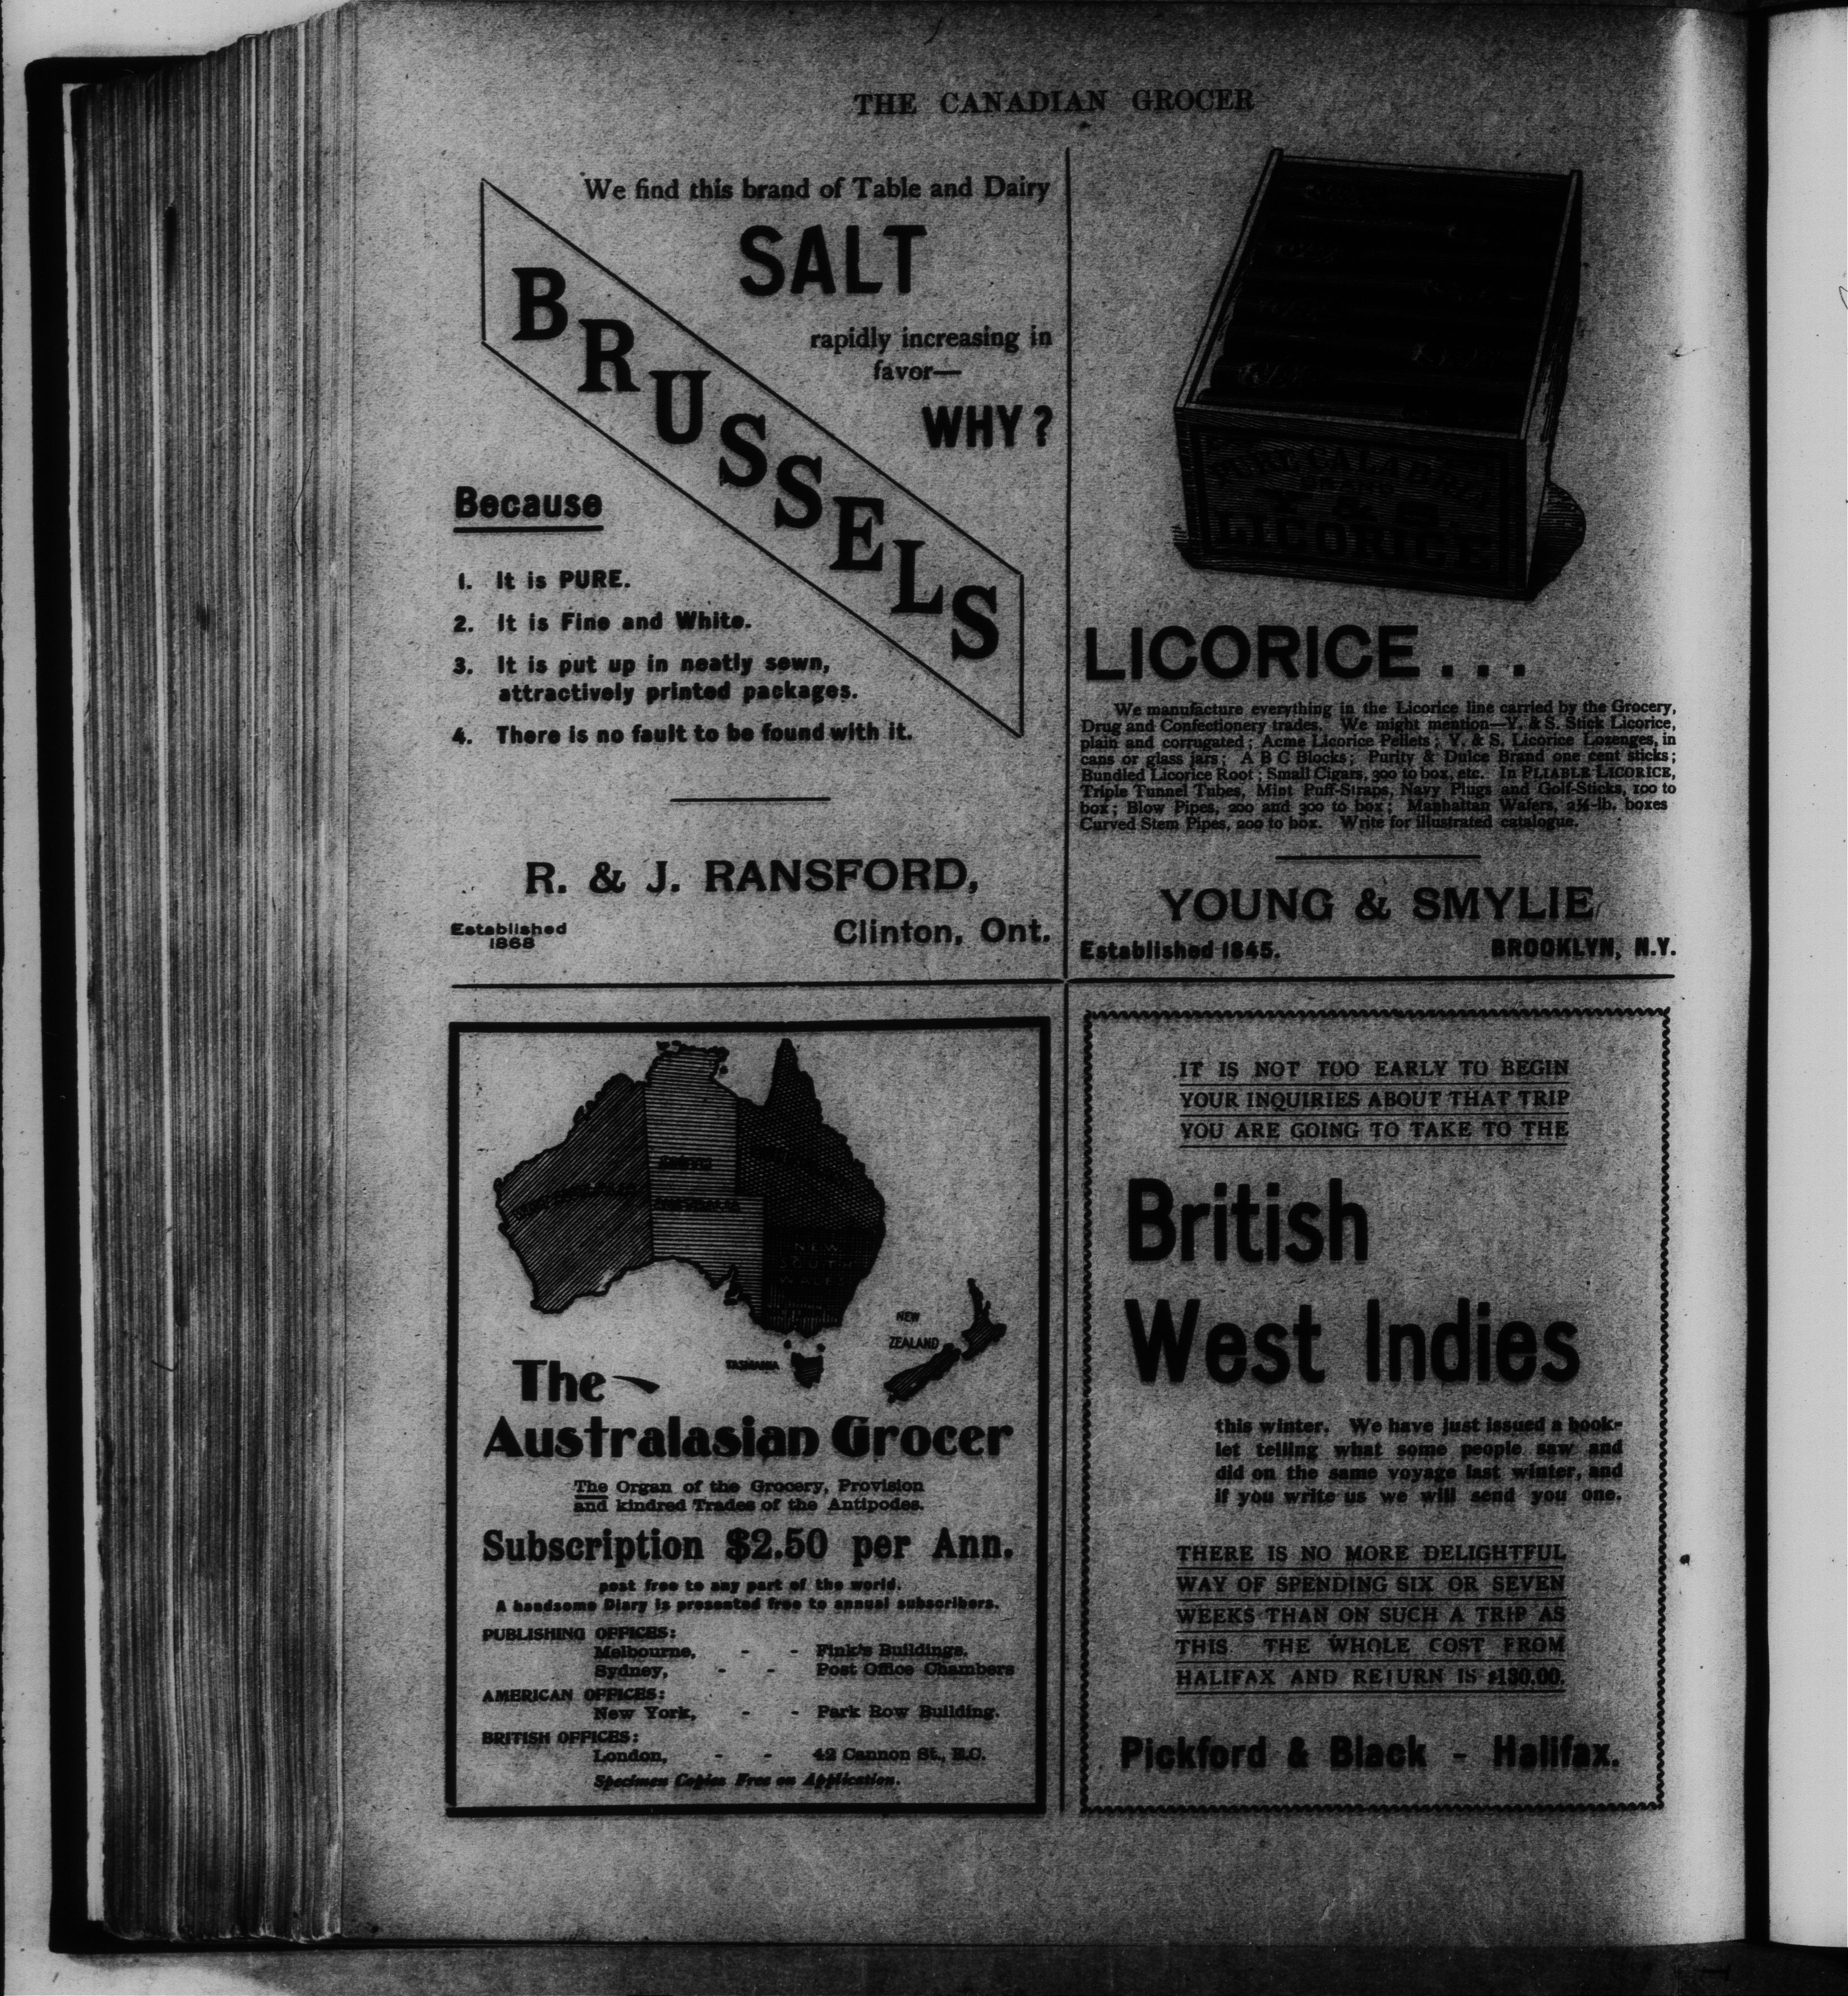 THE CANADIAN GROCER
We find this brand of Table and Dairy
SALT
BRUSSELS
rapidly increasing in
favor—
WHY?
Because
1. It is PURE.
2. It is Fine and White.
3. It is put up in neatly sewn,
attractively printed packages.
4. There is no fault to be found with it.
R. & J. RANSFORD,
Established
1868
Clinton, Ont.
PURE CALABRIA
BRAND
Y & S.
LICORICE
LICORICE...
We manufacture everything in the Licorice line carried by the Grocery,
Drug and Confectionery trades. We might mention—Y. & S. Stick Licorice,
plain and corrugated; Acme Licorice Pellets; Y. & S. Licorice Lozenges, in
cans or glass jars; A B C Blocks; Purity & Dulce Brand one cent sticks;
Bundled Licorice Root; Small Cigars, 300 to box, etc. In PLIABLE LICORICE,
Triple Tunnel Tubes, Mint Puff-Straps, Navy Plugs and Golf-Sticks, 100 to
box; Blow Pipes, 200 and 300 to box; Manhattan Wafers, 2½-lb. boxes
Curved Stem Pipes, 200 to box. Write for illustrated catalogue.
YOUNG & SMYLIE
Established 1845.
BROOKLYN, N.Y.
NEW
SOUTH
WALES
NEW
ZEALAND
TASMANIA
The
Australasian Grocer
The Organ of the Grocery, Provision
and kindred Trades of the Antipodes.
Subscription $2.50 per Ann.
post free to any part of the world.
A handsome Diary is presented free to annual subscribers.
PUBLISHING OFFICES:
Melbourne, - - Fink's Buildings.
Sydney, - - Post Office Chambers
AMERICAN OFFICES:
New York, - - Park Row Building.
BRITISH OFFICES:
London, - - 42 Cannon St., E.C.
Specimen Copies Free on Application.
IT IS NOT TOO EARLY TO BEGIN
YOUR INQUIRIES ABOUT THAT TRIP
YOU ARE GOING TO TAKE TO THE
British
West Indies
this winter. We have just issued a book-
let telling what some people saw and
did on the same voyage last winter, and
if you write us we will send you one.
THERE IS NO MORE DELIGHTFUL
WAY OF SPENDING SIX OR SEVEN
WEEKS THAN ON SUCH A TRIP AS
THIS THE WHOLE COST FROM
HALIFAX AND RETURN IS $130.00.
Pickford & Black - Halifax.